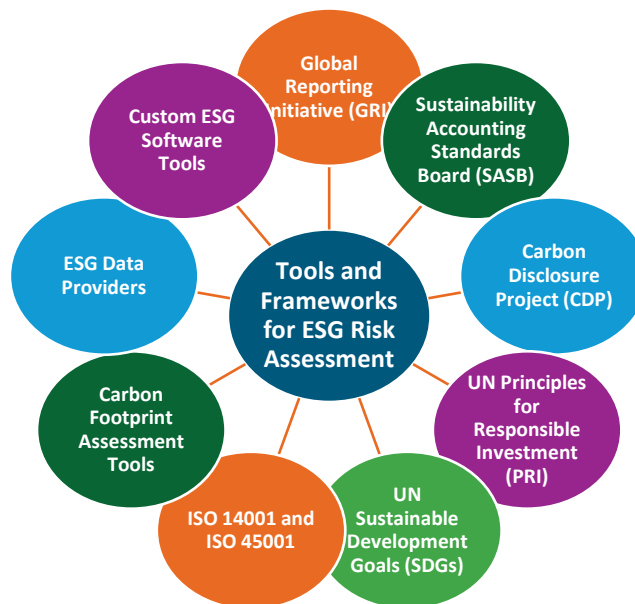 Global
Reporting
Initiative (GRI)
Sustainability
Accounting
Standards
Board (SASB)
Carbon
Disclosure
Project (CDP)
UN Principles
for
Responsible
Investment
(PRI)
UN
Sustainable
Development
Goals (SDGs)
ISO 14001 and
ISO 45001
Carbon
Footprint
Assessment
Tools
ESG Data
Providers
Custom ESG
Software
Tools
Tools and
Frameworks
for ESG Risk
Assessment